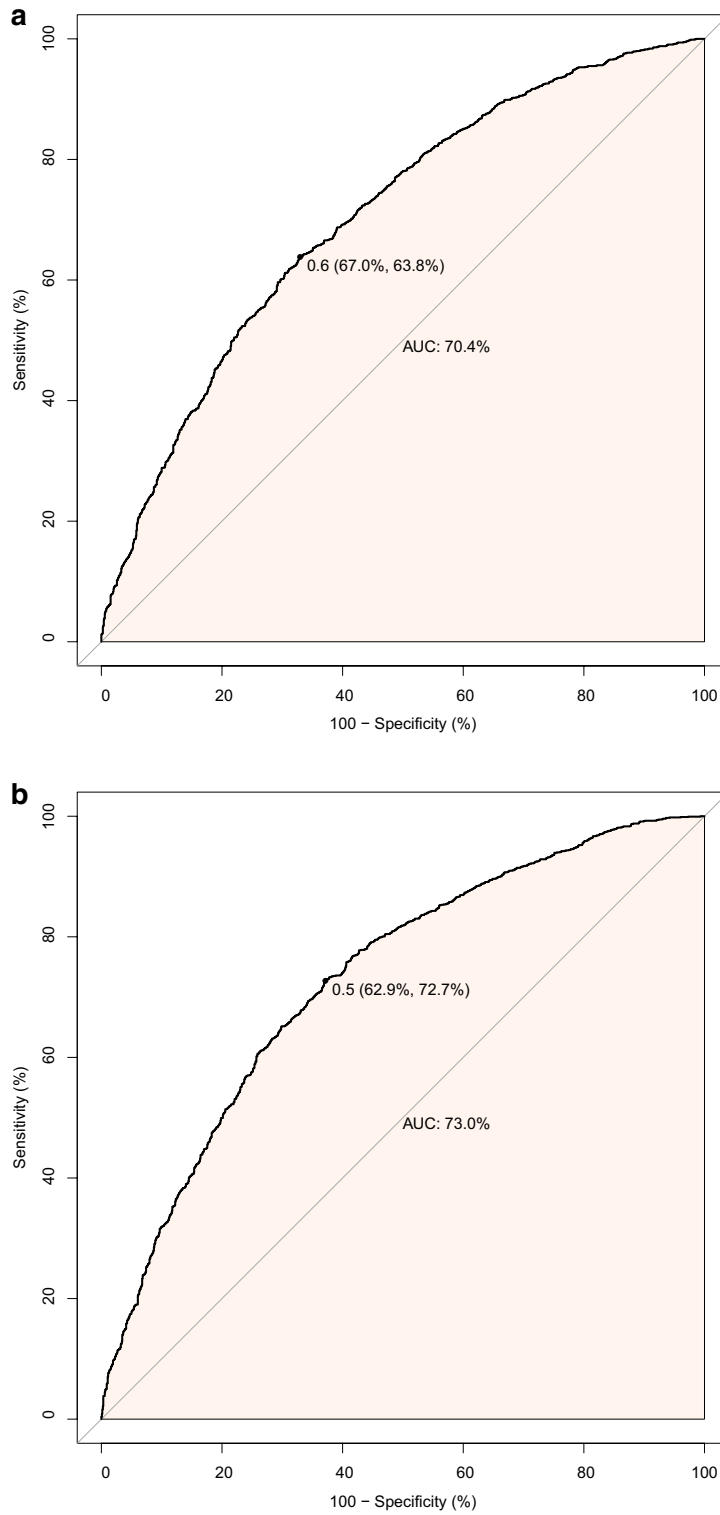 a
100
80
60
40
20
0
Sensitivity (%)
0.6 (67.0%, 63.8%)
AUC: 70.4%
0 20 40 60 80 100
100 − Specificity (%)
b
100
80
60
40
20
0
Sensitivity (%)
0.5 (62.9%, 72.7%)
AUC: 73.0%
0 20 40 60 80 100
100 − Specificity (%)